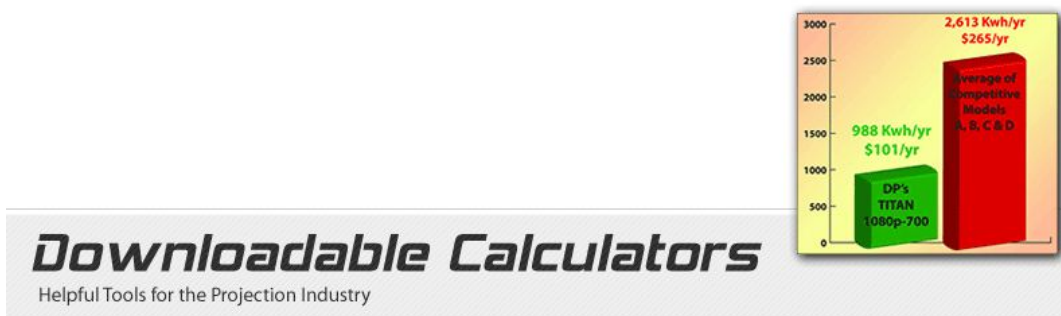 3000
2500
2000
1500
1000
500
0
2,613 Kwh/yr
$265/yr
Average of
Competitive
Models
A, B, C & D
988 Kwh/yr
$101/yr
DP's
TITAN
1080p-700
Downloadable Calculators
Helpful Tools for the Projection Industry